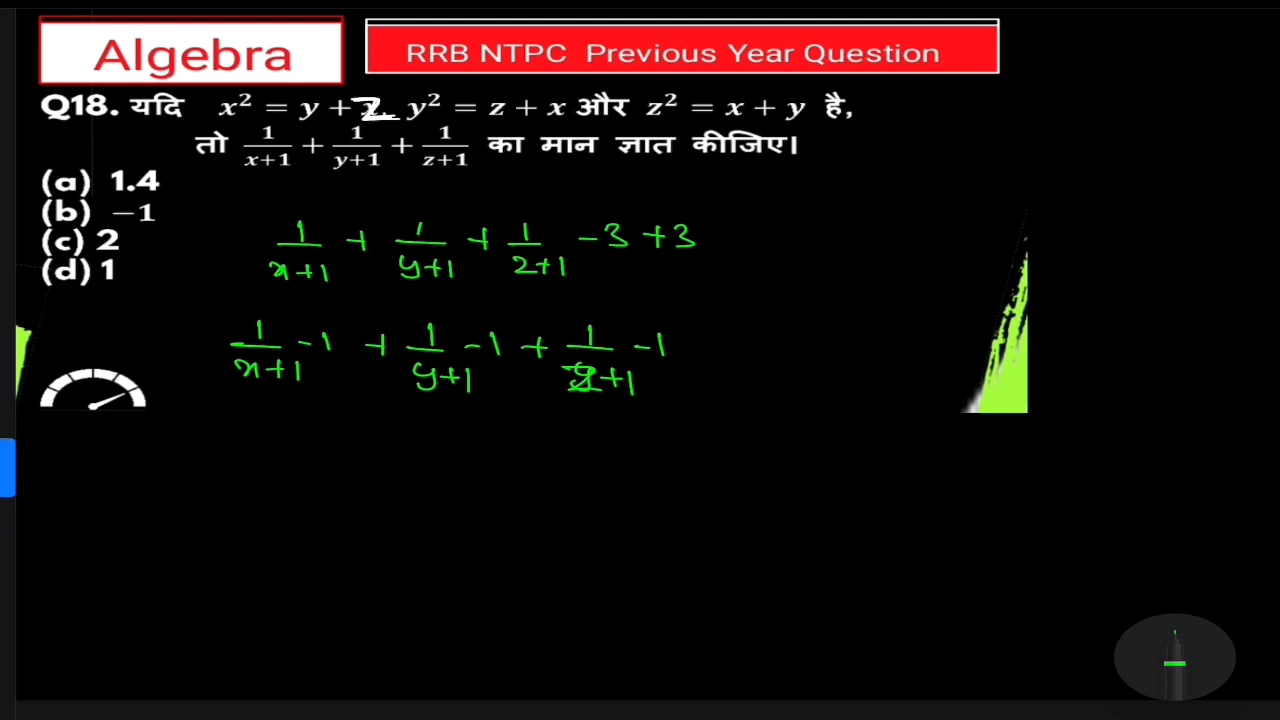 Algebra
RRB NTPC Previous Year Question
Q18. यदि x² = y + z, y² = z + x और z² = x + y है,
तो 1/(x+1) + 1/(y+1) + 1/(z+1) का मान ज्ञात कीजिए।
(a) 1.4
(b) −1
(c) 2
(d) 1
1/(x+1) + 1/(y+1) + 1/(z+1) - 3 + 3
1/(x+1) - 1 + 1/(y+1) - 1 + 1/(z+1) - 1